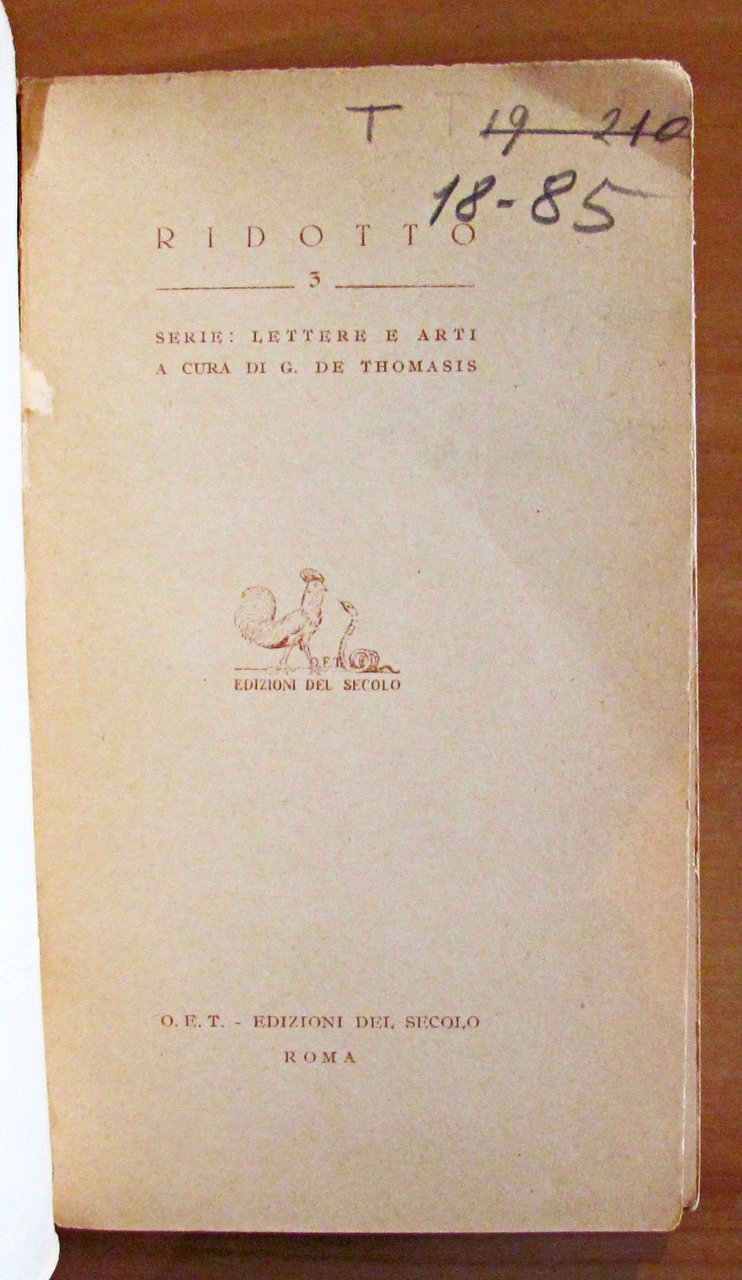 T 19 210
18-85
RIDOTTO
3
SERIE: LETTERE E ARTI
A CURA DI G. DE THOMASIS
O.E.T.
EDIZIONI DEL SECOLO
O. E. T. - EDIZIONI DEL SECOLO
ROMA